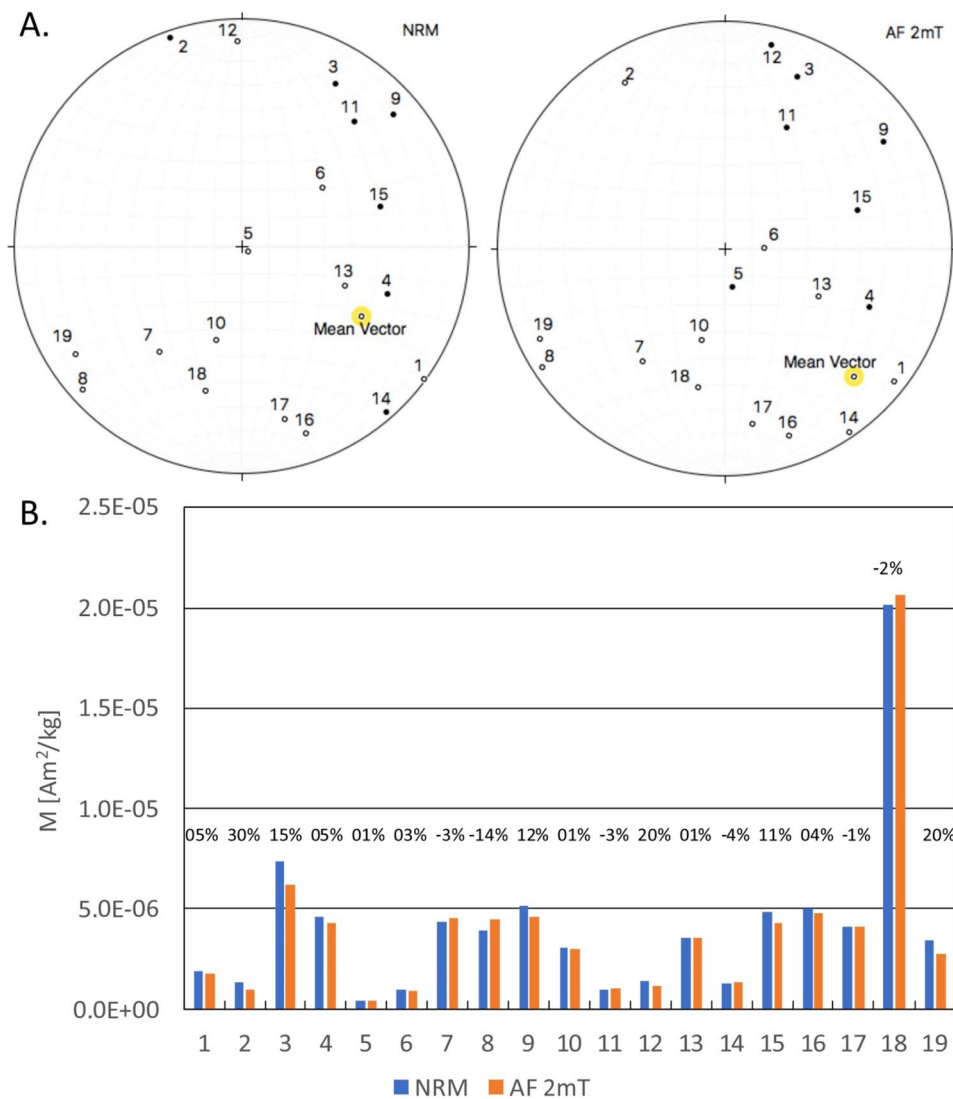 A.
NRM
12
2
3
11
9
6
15
5
13
4
Mean Vector
10
7
19
8
18
1
14
17
16
AF 2mT
12
2
3
11
9
15
6
5
13
4
10
19
7
8
Mean Vector
1
18
17
16
14
B.
M [Am²/kg]
2.5E-05
2.0E-05
1.5E-05
1.0E-05
5.0E-06
0.0E+00
-2%
05% 30% 15% 05% 01% 03% -3% -14% 12% 01% -3% 20% 01% -4% 11% 04% -1% 20%
1 2 3 4 5 6 7 8 9 10 11 12 13 14 15 16 17 18 19
NRM AF 2mT